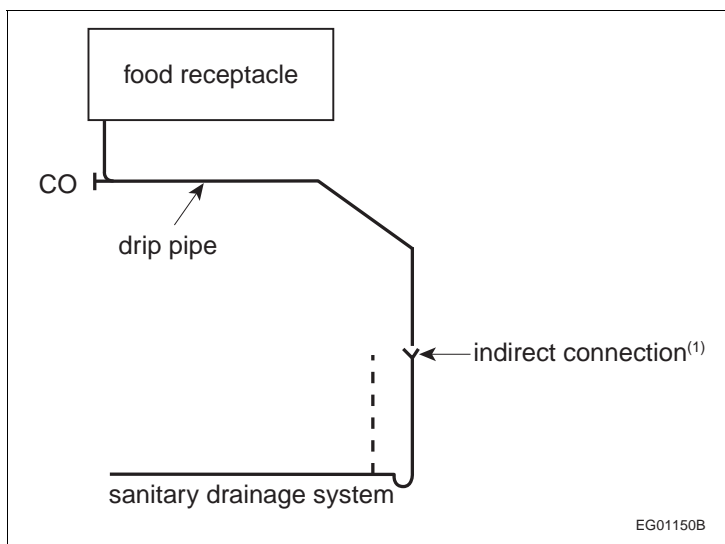 food receptacle
CO
drip pipe
indirect connection(1)
sanitary drainage system
EG01150B